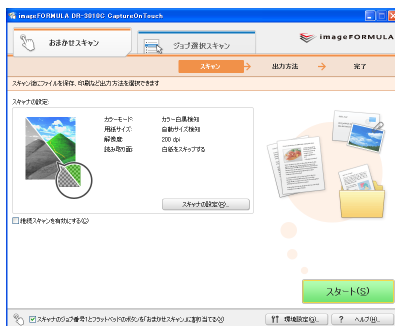 imageFORMULA DR-3010C CaptureOnTouch
おまかせスキャン
ジョブ選択スキャン
imageFORMULA
スキャン
出力方法
完了
スキャン後にファイルを保存、印刷など出力方法を選択できます
スキャナの設定:
カラーモード: カラー白黒検知
用紙サイズ: 自動サイズ検知
解像度: 200 dpi
読み取り面: 白紙をスキップする
スキャナの設定(P)...
継続スキャンを有効にする(C)
スタート(S)
スキャナのジョブ番号1とフラットベッドのボタンを「おまかせスキャン」に割り当てる(J)
環境設定(G)...
? ヘルプ(H)...